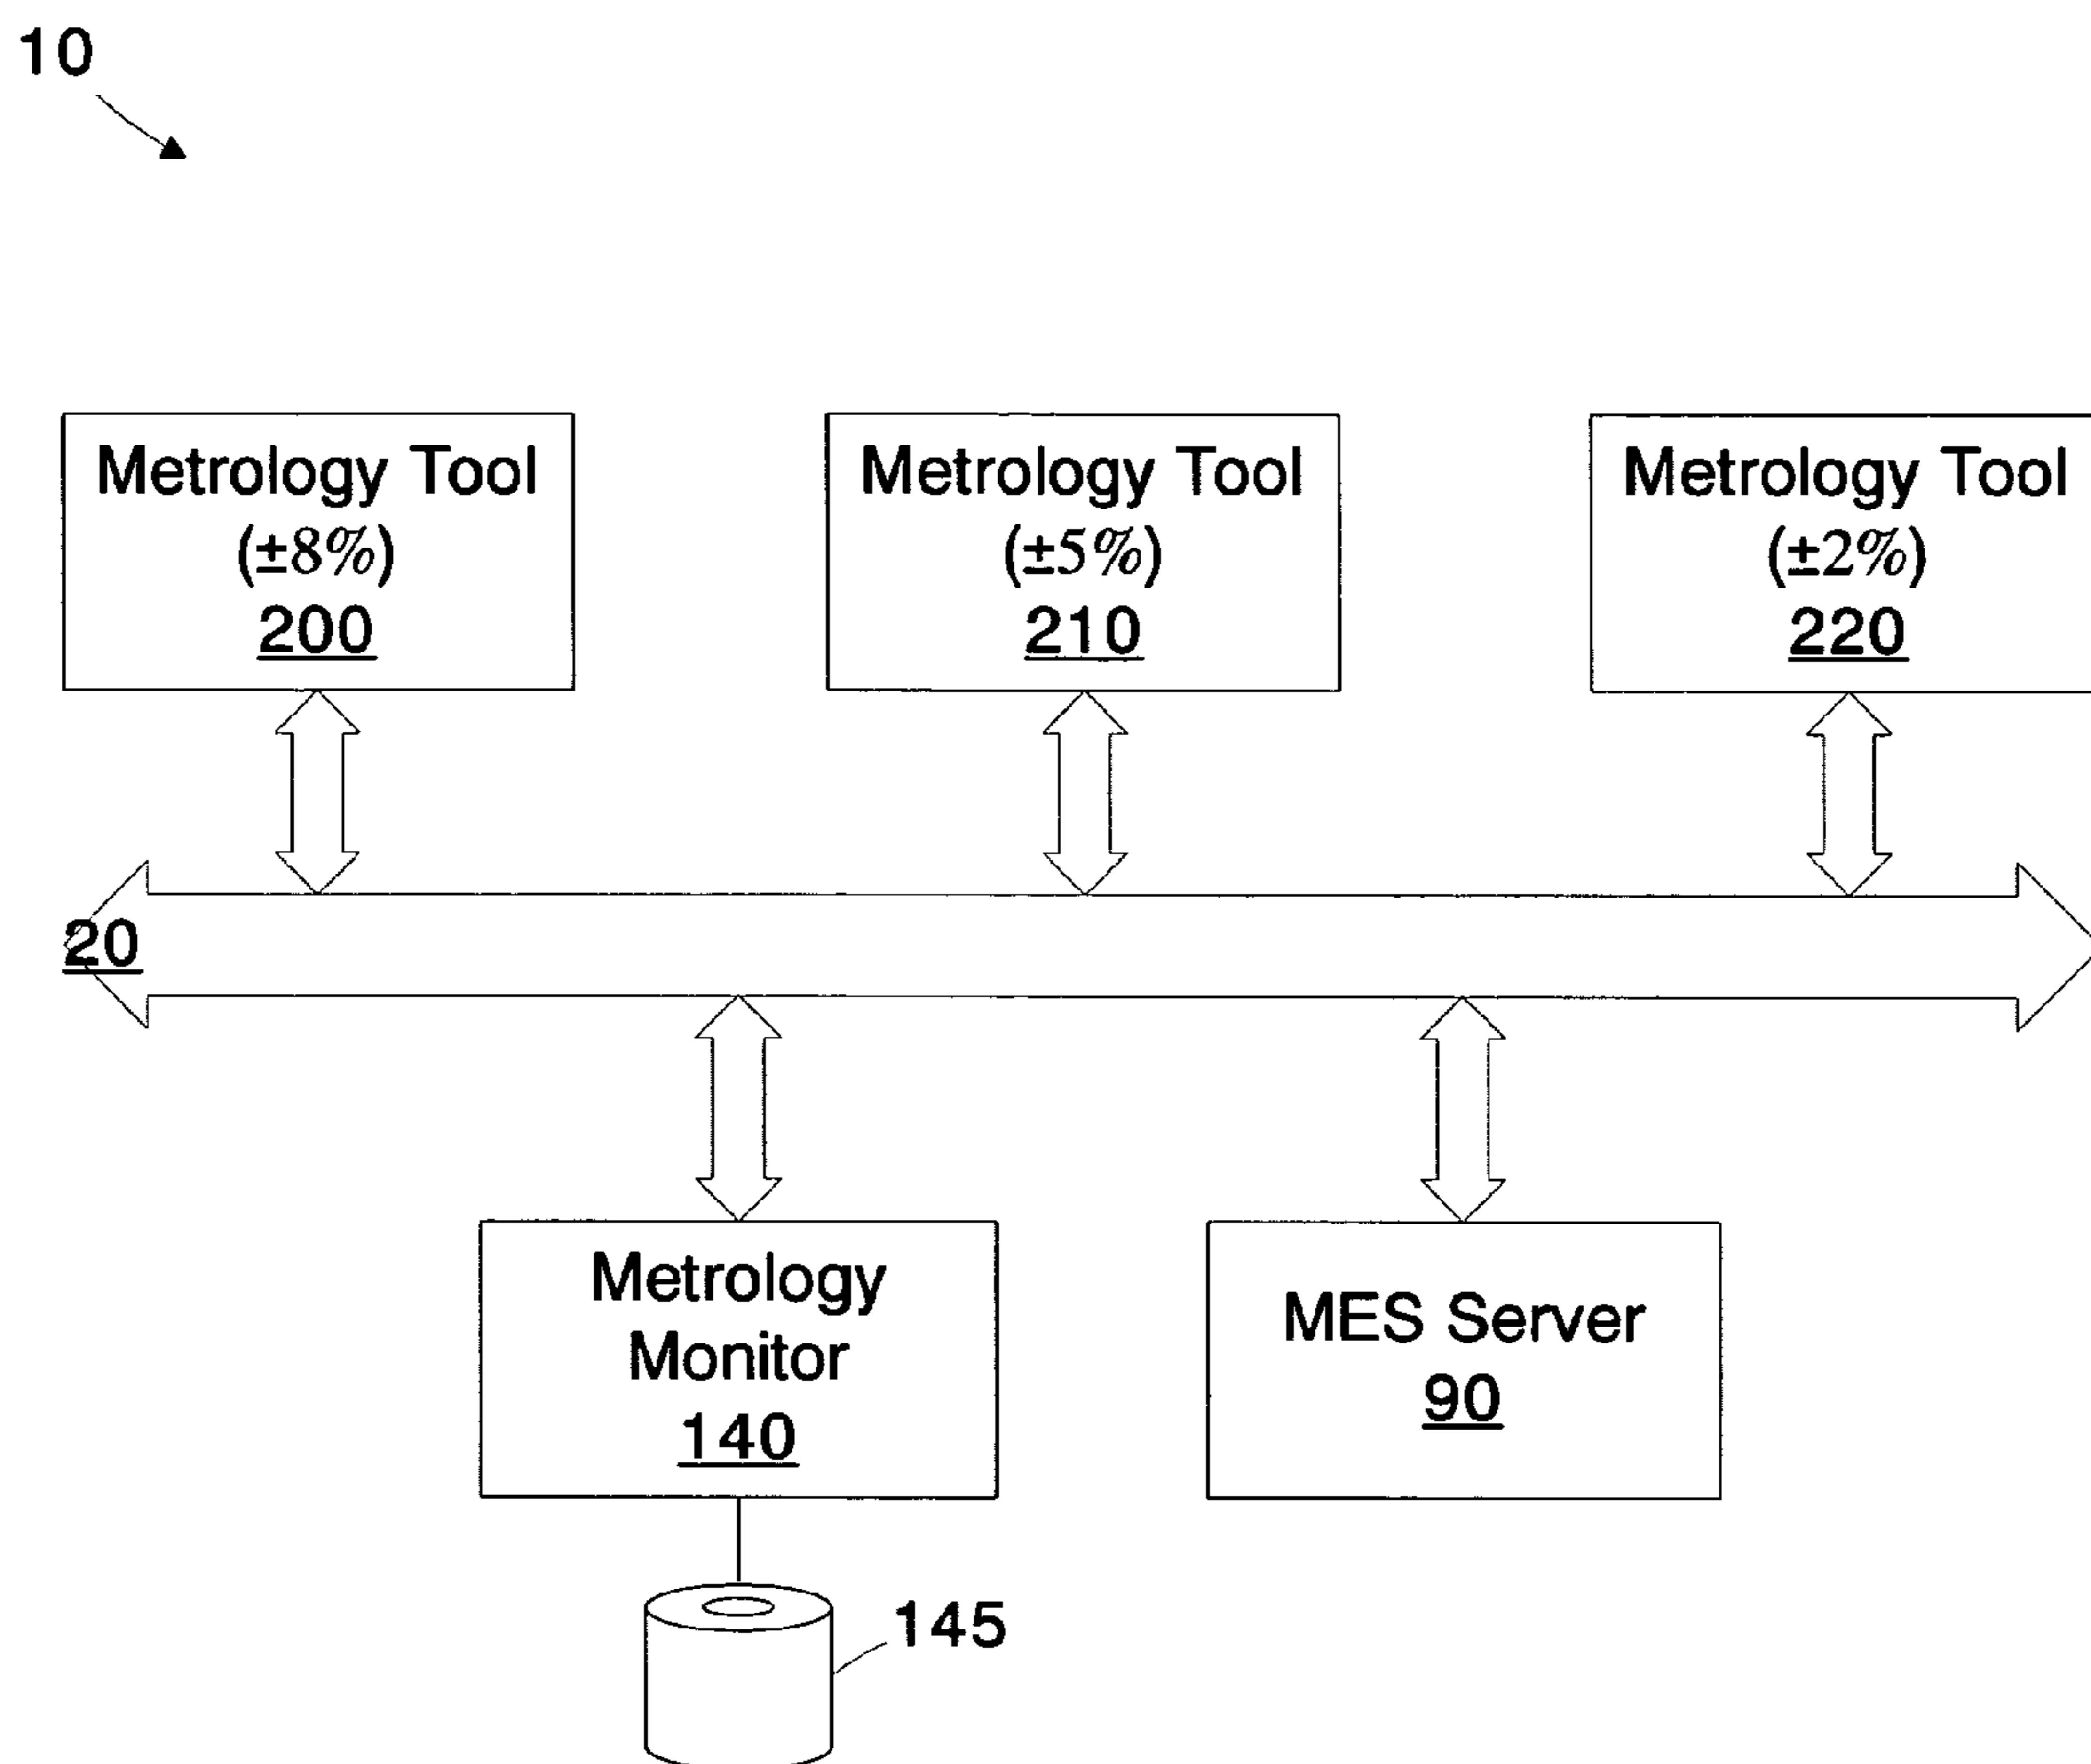 10
Metrology Tool
(±8%)
200
Metrology Tool
(±5%)
210
Metrology Tool
(±2%)
220
20
Metrology
Monitor
140
MES Server
90
145